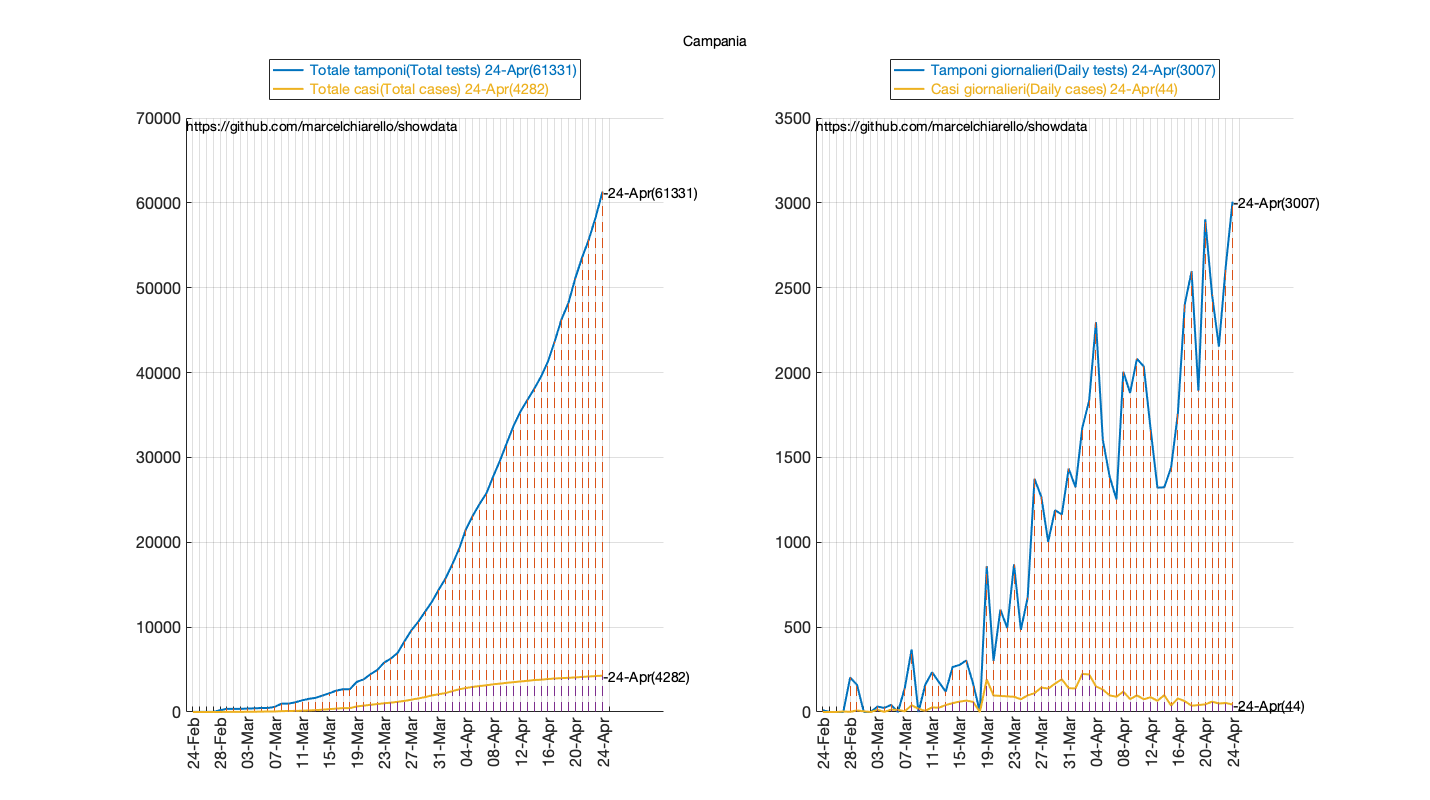 Campania
Totale tamponi(Total tests) 24-Apr(61331)
Totale casi(Total cases) 24-Apr(4282)
https://github.com/marcelchiarello/showdata
70000
60000
50000
40000
30000
20000
10000
0
-24-Apr(61331)
-24-Apr(4282)
24-Feb
28-Feb
03-Mar
07-Mar
11-Mar
15-Mar
19-Mar
23-Mar
27-Mar
31-Mar
04-Apr
08-Apr
12-Apr
16-Apr
20-Apr
24-Apr
Tamponi giornalieri(Daily tests) 24-Apr(3007)
Casi giornalieri(Daily cases) 24-Apr(44)
https://github.com/marcelchiarello/showdata
3500
3000
2500
2000
1500
1000
500
0
-24-Apr(3007)
-24-Apr(44)
24-Feb
28-Feb
03-Mar
07-Mar
11-Mar
15-Mar
19-Mar
23-Mar
27-Mar
31-Mar
04-Apr
08-Apr
12-Apr
16-Apr
20-Apr
24-Apr